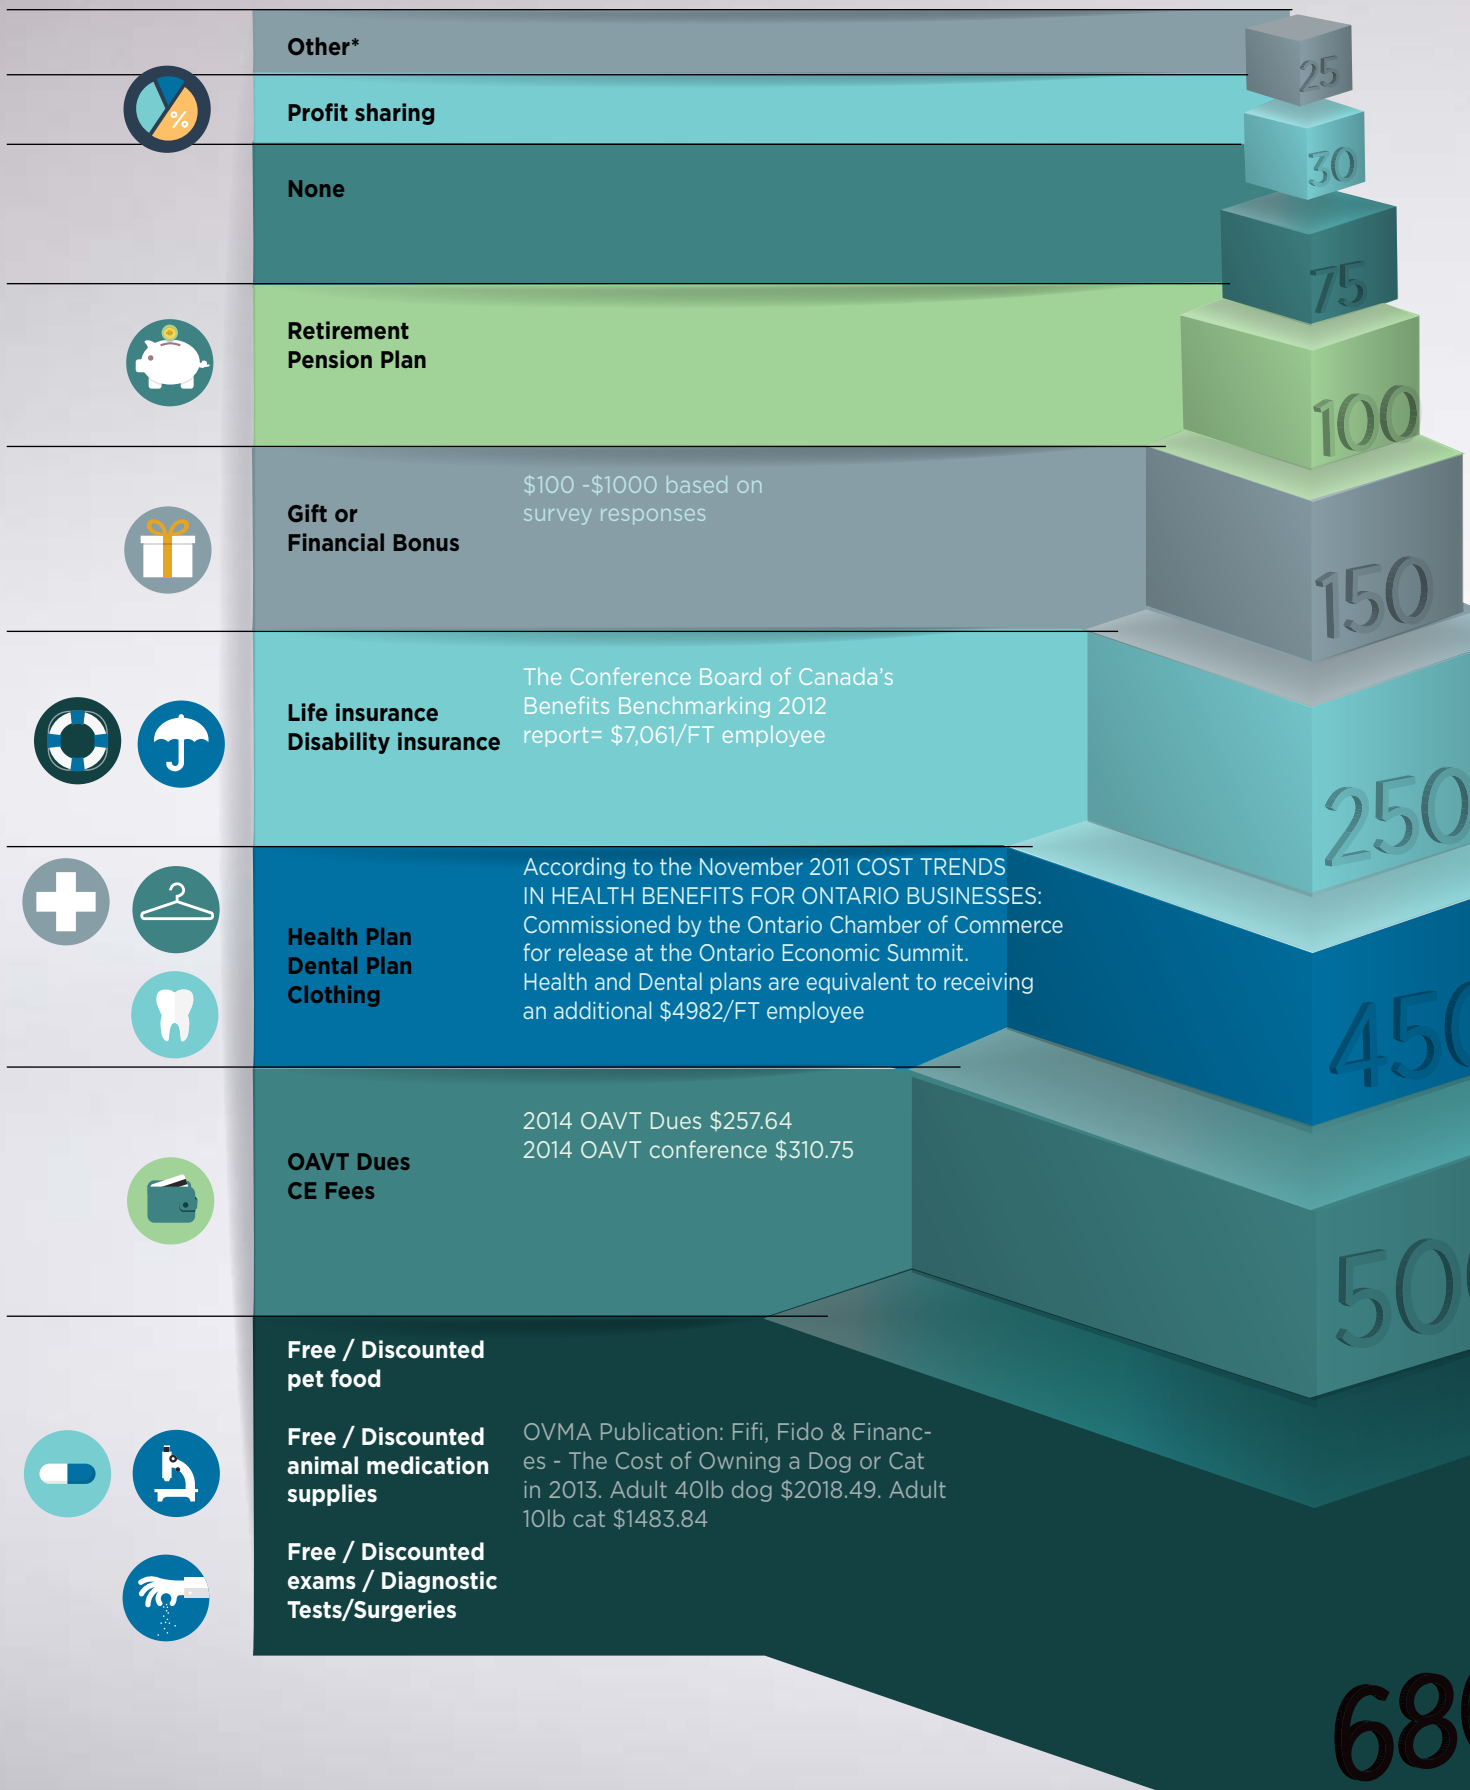 Other*
25
Profit sharing
30
None
75
Retirement
Pension Plan
100
Gift or
Financial Bonus
$100 -$1000 based on
survey responses
150
Life insurance
Disability insurance
The Conference Board of Canada's
Benefits Benchmarking 2012
report= $7,061/FT employee
250
Health Plan
Dental Plan
Clothing
According to the November 2011 COST TRENDS
IN HEALTH BENEFITS FOR ONTARIO BUSINESSES:
Commissioned by the Ontario Chamber of Commerce
for release at the Ontario Economic Summit.
Health and Dental plans are equivalent to receiving
an additional $4982/FT employee
450
OAVT Dues
CE Fees
2014 OAVT Dues $257.64
2014 OAVT conference $310.75
500
Free / Discounted
pet food
Free / Discounted
animal medication
supplies
Free / Discounted
exams / Diagnostic
Tests/Surgeries
OVMA Publication: Fifi, Fido & Financ-
es - The Cost of Owning a Dog or Cat
in 2013. Adult 40lb dog $2018.49. Adult
10lb cat $1483.84
%